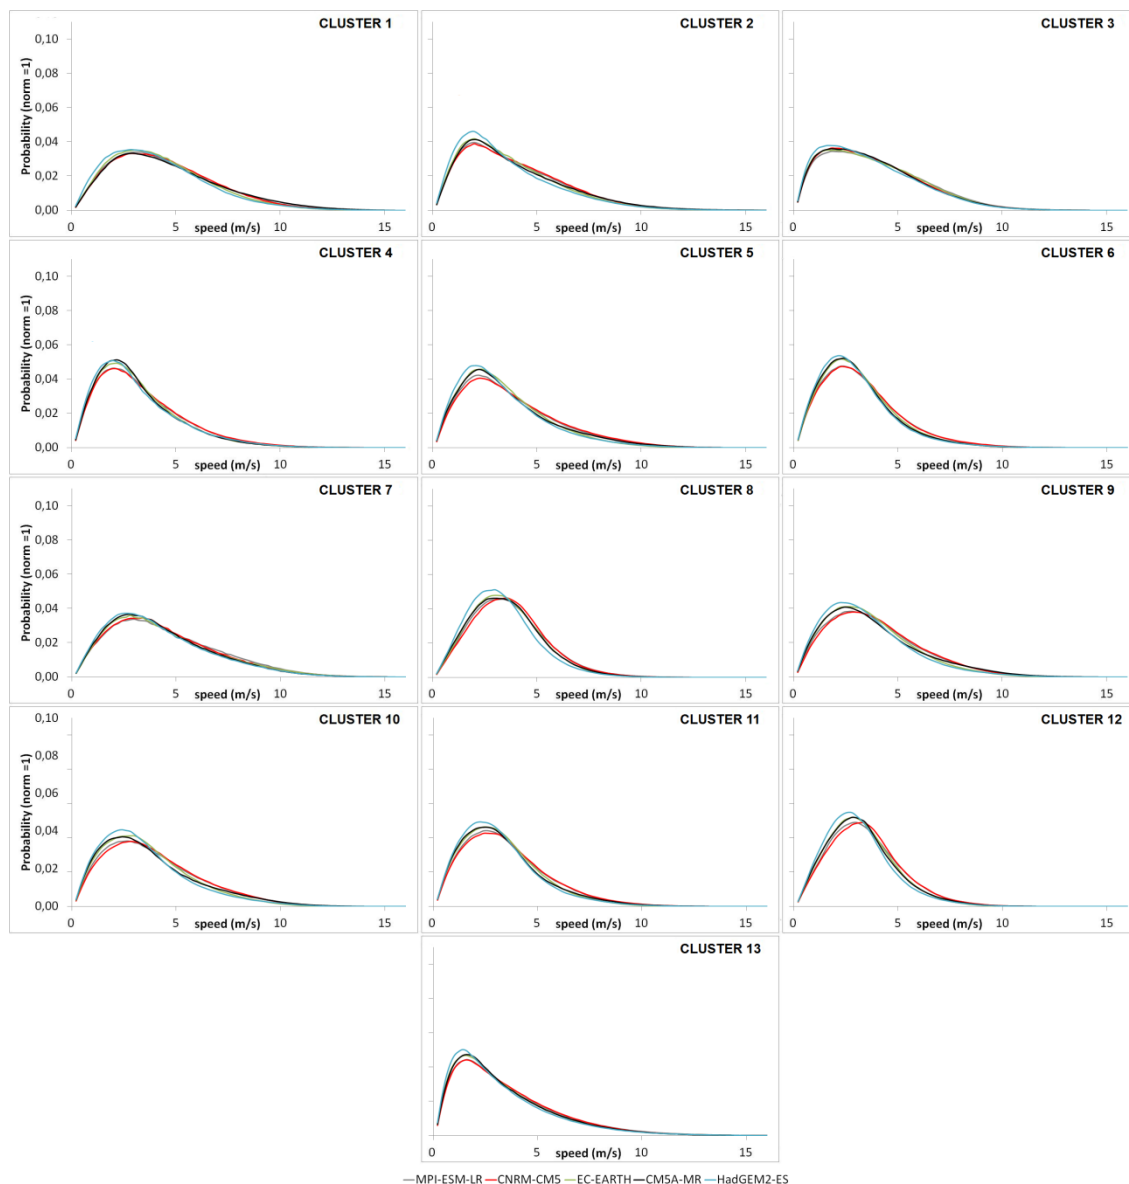 CLUSTER 1
CLUSTER 2
CLUSTER 3
Probability (norm =1)
0,10
0,08
0,06
0,04
0,02
0,00
0
5
speed (m/s)
10
15
0
5
speed (m/s)
10
15
0
5
speed (m/s)
10
15
CLUSTER 4
CLUSTER 5
CLUSTER 6
Probability (norm =1)
0,10
0,08
0,06
0,04
0,02
0,00
0
5
speed (m/s)
10
15
0
5
speed (m/s)
10
15
0
5
speed (m/s)
10
15
CLUSTER 7
CLUSTER 8
CLUSTER 9
Probability (norm =1)
0,10
0,08
0,06
0,04
0,02
0,00
0
5
speed (m/s)
10
15
0
5
speed (m/s)
10
15
0
5
speed (m/s)
10
15
CLUSTER 10
CLUSTER 11
CLUSTER 12
Probability (norm =1)
0,10
0,08
0,06
0,04
0,02
0,00
0
5
speed (m/s)
10
15
0
5
speed (m/s)
10
15
0
5
speed (m/s)
10
15
CLUSTER 13
0
5
speed (m/s)
10
15
MPI-ESM-LR CNRM-CM5 EC-EARTH CM5A-MR HadGEM2-ES